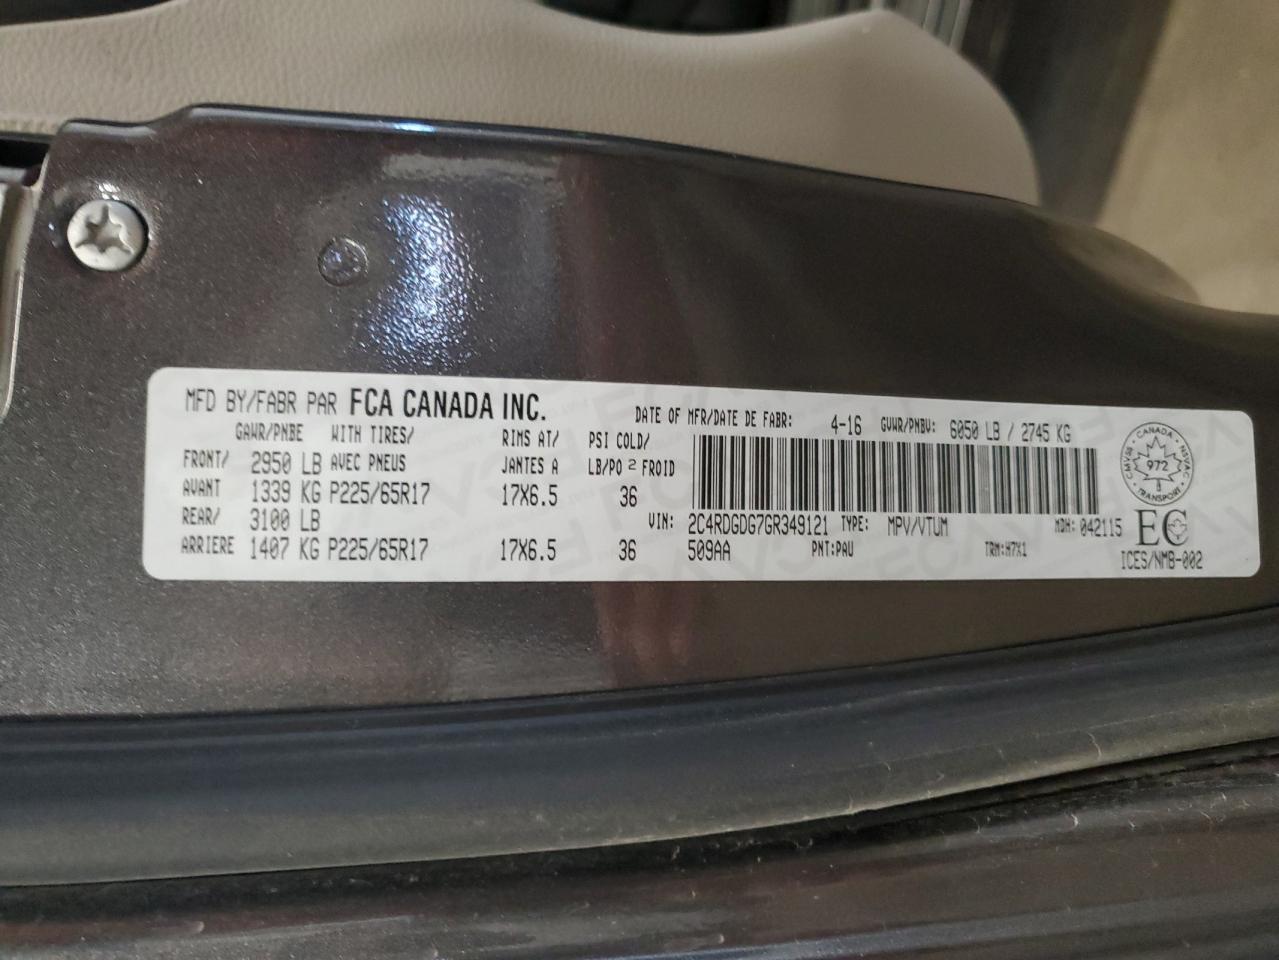 MFD BY/FABR PAR FCA CANADA INC. DATE OF MFR/DATE DE FABR: 4-16 GVWR/PNBV: 6050 LB / 2745 KG
GAWR/PNBE WITH TIRES/ RIMS AT/ PSI COLD/
FRONT/ 2950 LB AVEC PNEUS JANTES A LB/PO 2 FROID
AVANT 1339 KG P225/65R17 17X6.5 36
REAR/ 3100 LB VIN: 2C4RDGDG7GR349121 TYPE: MPV/VTUM MDH: 042115
ARRIERE 1407 KG P225/65R17 17X6.5 36 509AA PNT:PAU TRM:H7X1
CANADA
CMVSS 972 NSVAC
TRANSPORT
EC
ICES/NMB-002